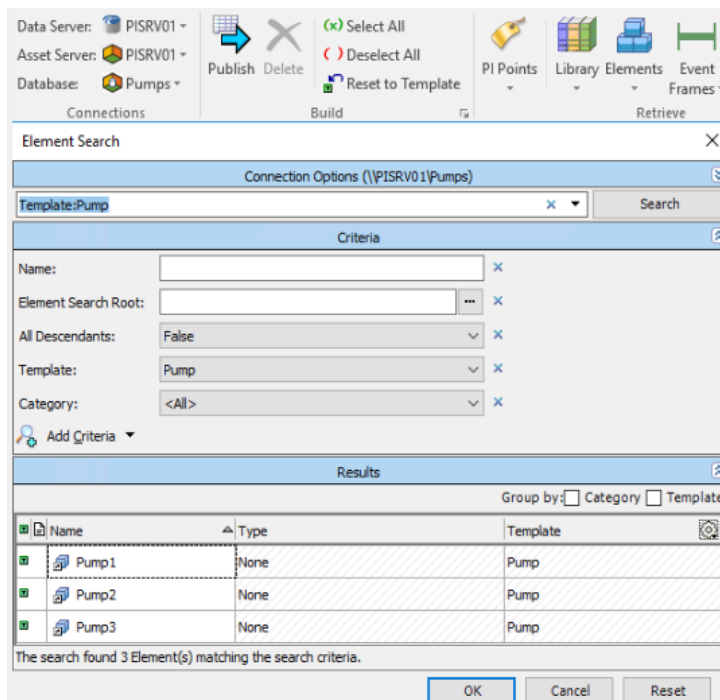 Data Server: PISRV01
Asset Server: PISRV01
Database: Pumps
Connections
Publish
Delete
(x) Select All
( ) Deselect All
Reset to Template
Build
PI Points
Library
Elements
Event
Frames
Retrieve
Element Search
Connection Options (\\PISRV01\Pumps)
Template:Pump
Search
Criteria
Name:
Element Search Root:
...
All Descendants: False
Template: Pump
Category: <All>
Add Criteria
Results
Group by: Category Template
Name Type Template
Pump1 None Pump
Pump2 None Pump
Pump3 None Pump
The search found 3 Element(s) matching the search criteria.
OK Cancel Reset